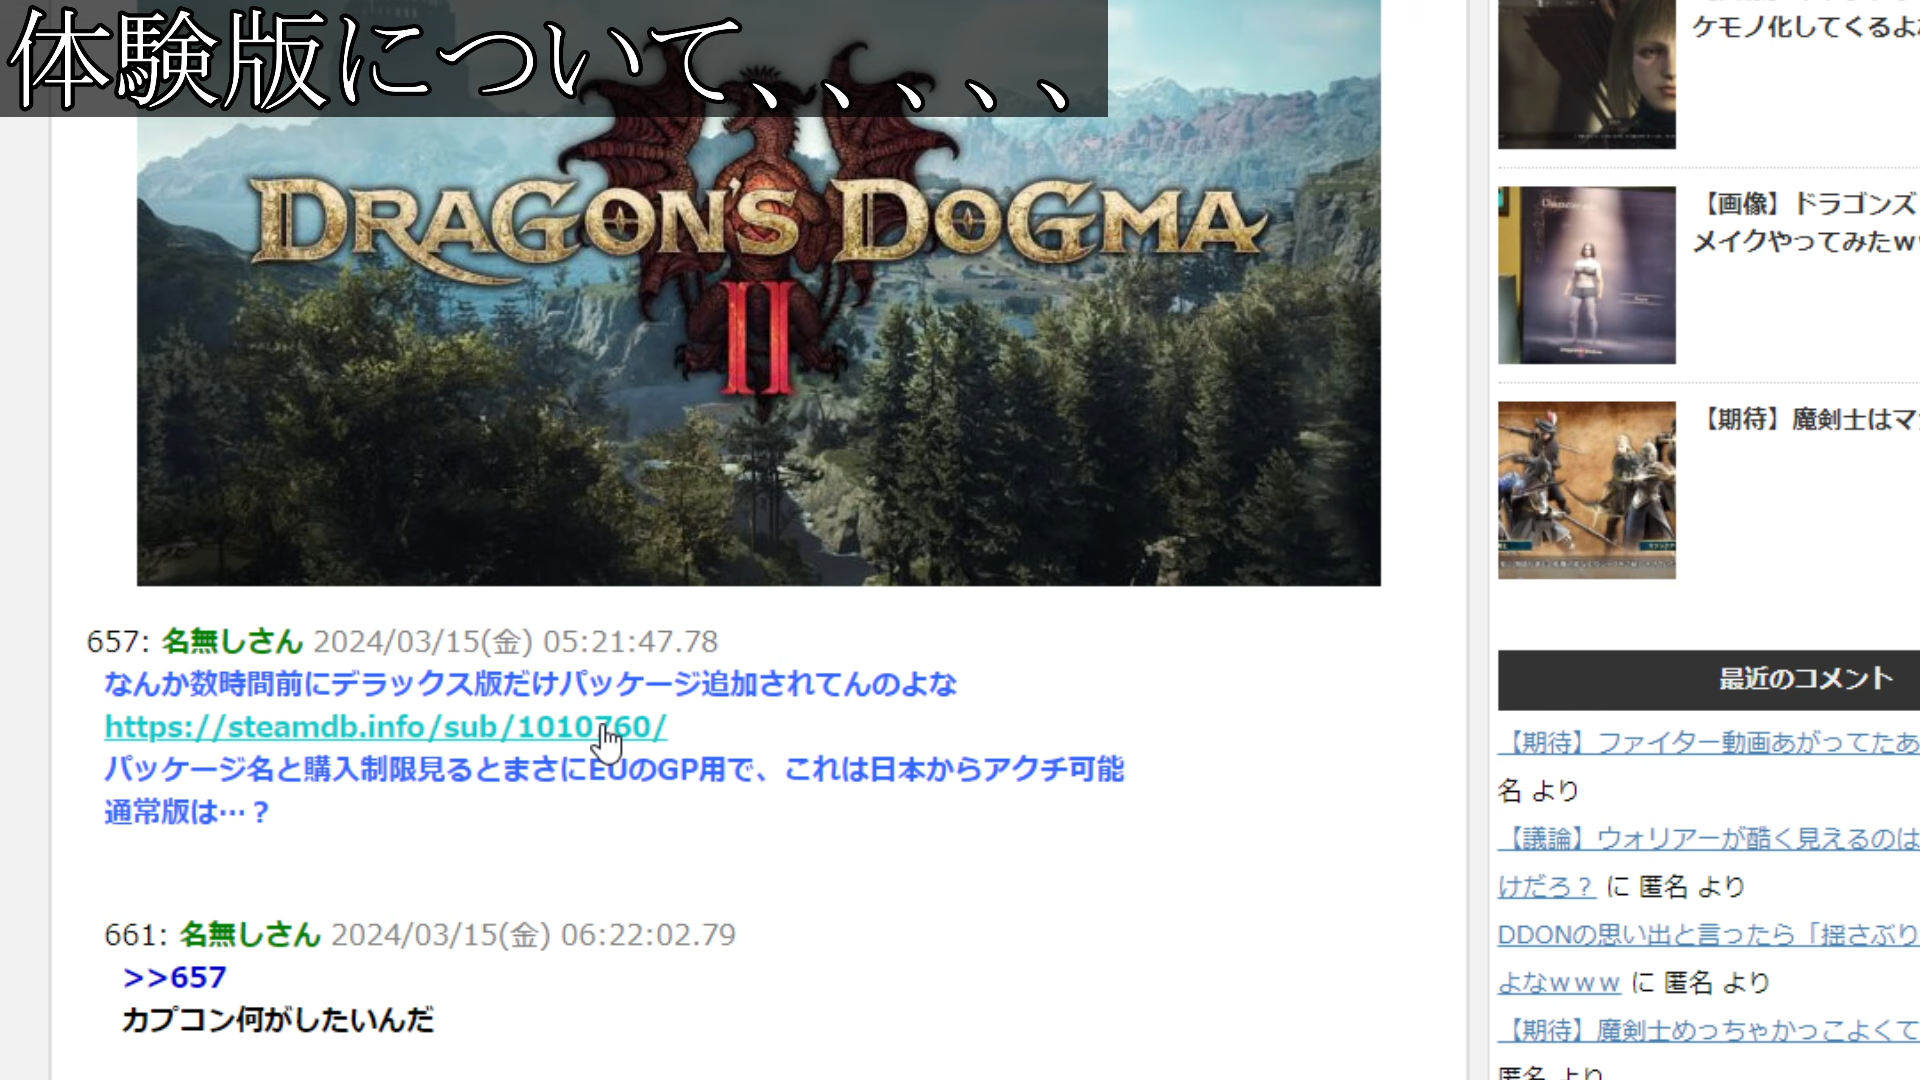 体験版について、、、、、
DRAGON'S DOGMA
II
657: 名無しさん 2024/03/15(金) 05:21:47.78
なんか数時間前にデラックス版だけパッケージ追加されてんのよな
https://steamdb.info/sub/1010760/
パッケージ名と購入制限見るとまさにEUのGP用で、これは日本からアクチ可能
通常版は…？
661: 名無しさん 2024/03/15(金) 06:22:02.79
>>657
カプコン何がしたいんだ
ケモノ化してくるよ
【画像】ドラゴンズ
メイクやってみたw
【期待】魔剣士はマ
最近のコメント
【期待】ファイター動画あがってたあ
名 より
【議論】ウォリアーが酷く見えるのは
けだろ？ に 匿名 より
DDONの思い出と言ったら「揺さぶり
よなｗｗｗ に 匿名 より
【期待】魔剣士めっちゃかっこよくて
匿名 より